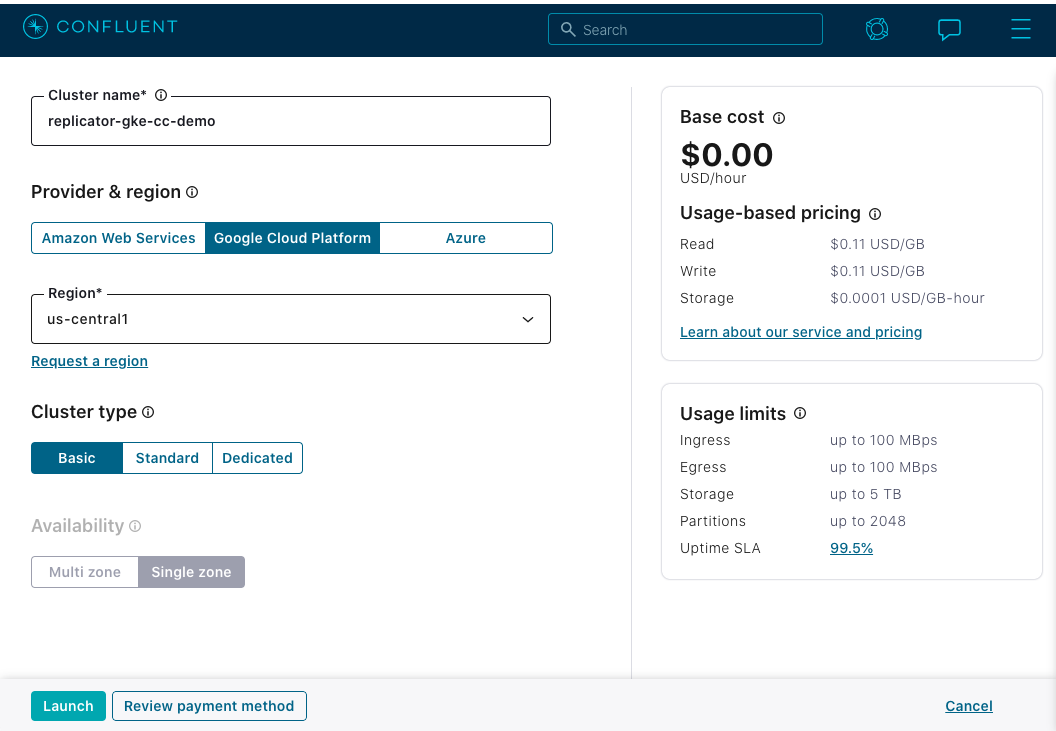 CONFLUENT
Search
Cluster name*
replicator-gke-cc-demo
Provider & region
Amazon Web Services Google Cloud Platform Azure
Region*
us-central1
Request a region
Cluster type
Basic Standard Dedicated
Availability
Multi zone Single zone
Base cost
$0.00
USD/hour
Usage-based pricing
Read $0.11 USD/GB
Write $0.11 USD/GB
Storage $0.0001 USD/GB-hour
Learn about our service and pricing
Usage limits
Ingress up to 100 MBps
Egress up to 100 MBps
Storage up to 5 TB
Partitions up to 2048
Uptime SLA 99.5%
Launch Review payment method Cancel